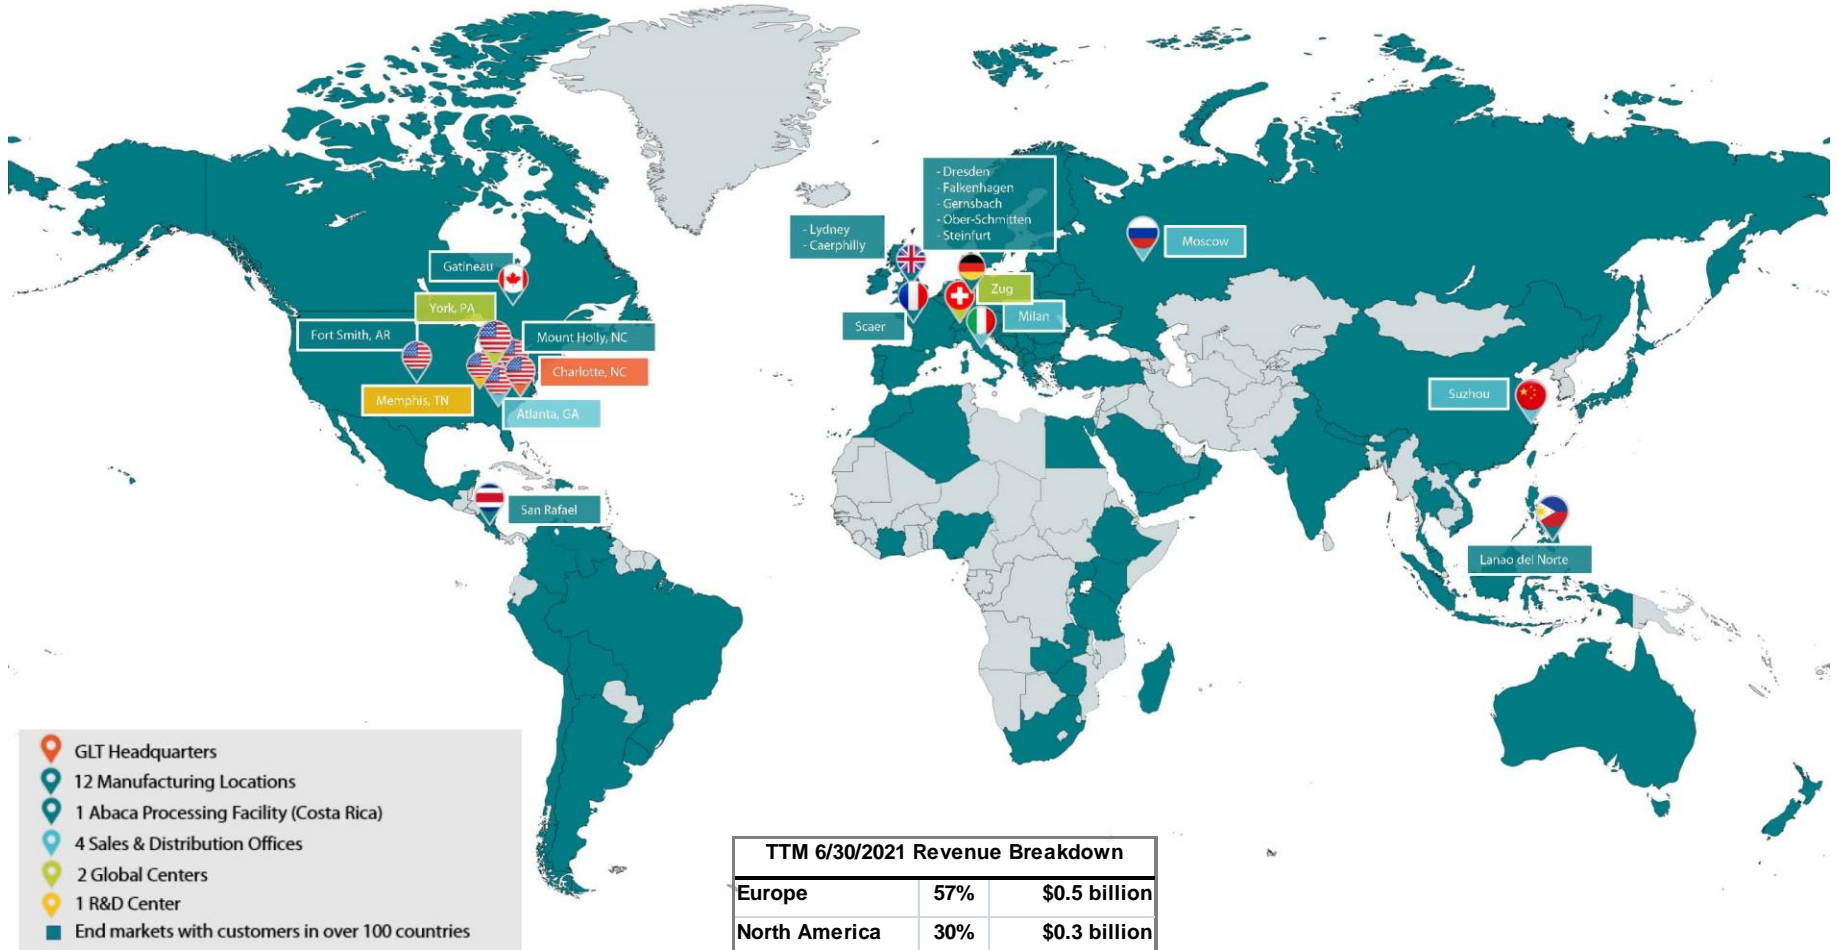 - Dresden
- Falkenhagen
- Gernsbach
- Ober-Schmitten
- Steinfurt
- Lydney
- Caerphilly
Moscow
Gatineau
Zug
York, PA
Milan
Scaer
Fort Smith, AR
Mount Holly, NC
Charlotte, NC
Memphis, TN
Atlanta, GA
Suzhou
San Rafael
Lanao del Norte
GLT Headquarters
12 Manufacturing Locations
1 Abaca Processing Facility (Costa Rica)
4 Sales & Distribution Offices
2 Global Centers
1 R&D Center
End markets with customers in over 100 countries
TTM 6/30/2021 Revenue Breakdown
Europe 57% $0.5 billion
North America 30% $0.3 billion